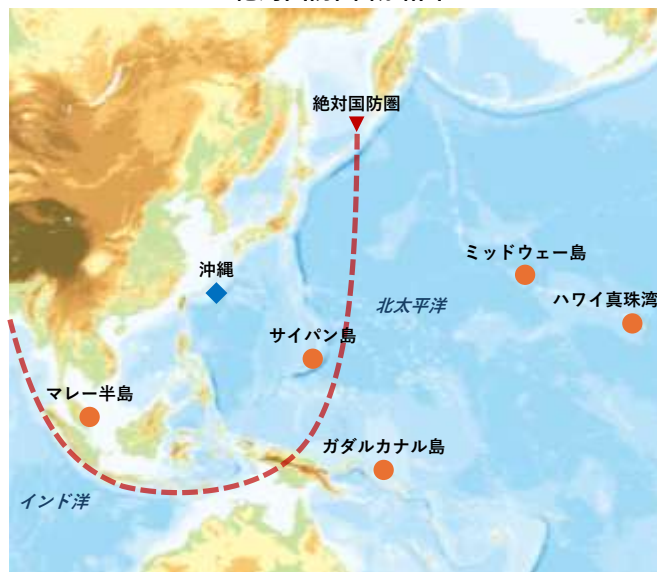 絶対国防圏
沖縄
ミッドウェー島
ハワイ真珠湾
北太平洋
サイパン島
マレー半島
ガダルカナル島
インド洋